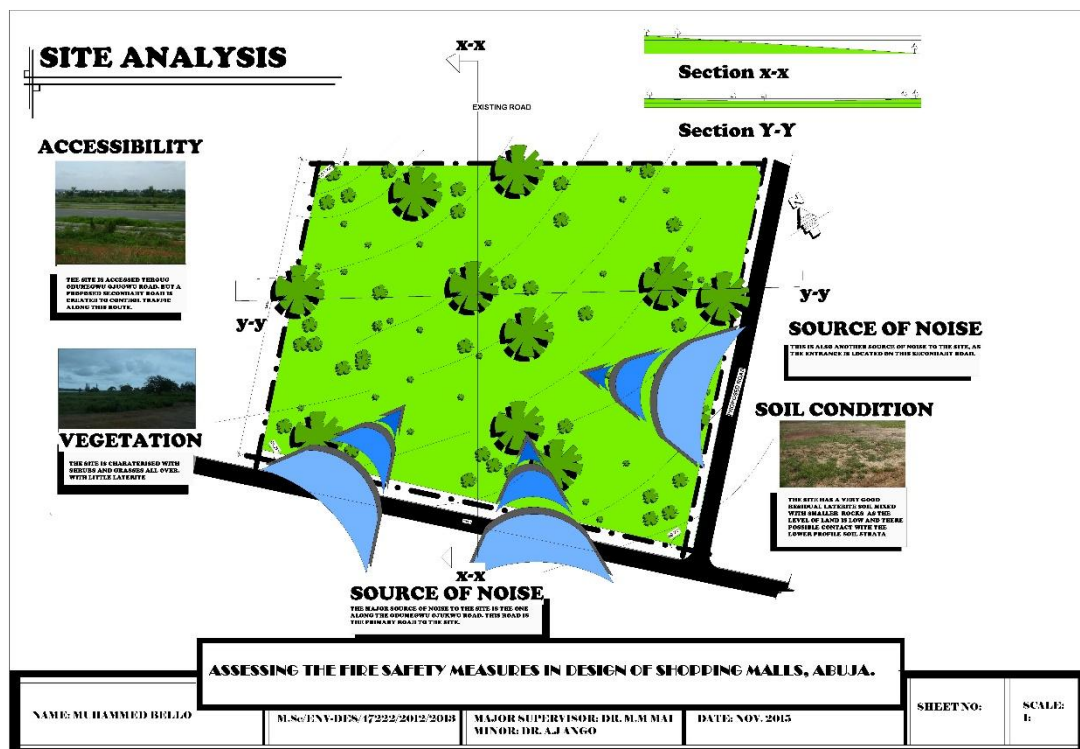 SITE ANALYSIS
x-x
EXISTING ROAD
Section x-x
Section Y-Y
ACCESSIBILITY
THE SITE IS ACCESSED THROUG
ODUMEGWU OJUGWU ROAD. BUT A
PROPOSED SECONDARY ROAD IS
CREATED TO CONTROL TRAFFIC
ALONG THIS ROUTE.
y-y
y-y
SOURCE OF NOISE
THIS IS ALSO ANOTHER SOURCE OF NOISE TO THE SITE, AS
THE ENTRANCE IS LOCATED ON THIS SECONDARY ROAD.
PROPOSED ROAD
VEGETATION
THE SITE IS CHARATERISED WITH
SHRUBS AND GRASSES ALL OVER.
WITH LITTLE LATERITE
SOIL CONDITION
THE SITE HAS A VERY GOOD
RESIDUAL LATERITE SOIL MIXED
WITH SMALLER ROCKS AS THE
LEVEL OF LAND IS LOW AND THERE
POSSIBLE CONTACT WITH THE
LOWER PROFILE SOIL STRATA
x-x
SOURCE OF NOISE
THE MAJOR SOURCE OF NOISE TO THE SITE IS THE ONE
ALONG THE ODUMEGWU OJUKWU ROAD. THIS ROAD IS
THE PRIMARY ROAD TO THE SITE.
ASSESSING THE FIRE SAFETY MEASURES IN DESIGN OF SHOPPING MALLS, ABUJA.
NAME: MUHAMMED BELLO
M.Sc/ENV-DES/47222/2012/2013
MAJOR SUPERVISOR: DR. M.M MAI
MINOR: DR. A.J ANGO
DATE: NOV. 2015
SHEET NO:
SCALE:
1: